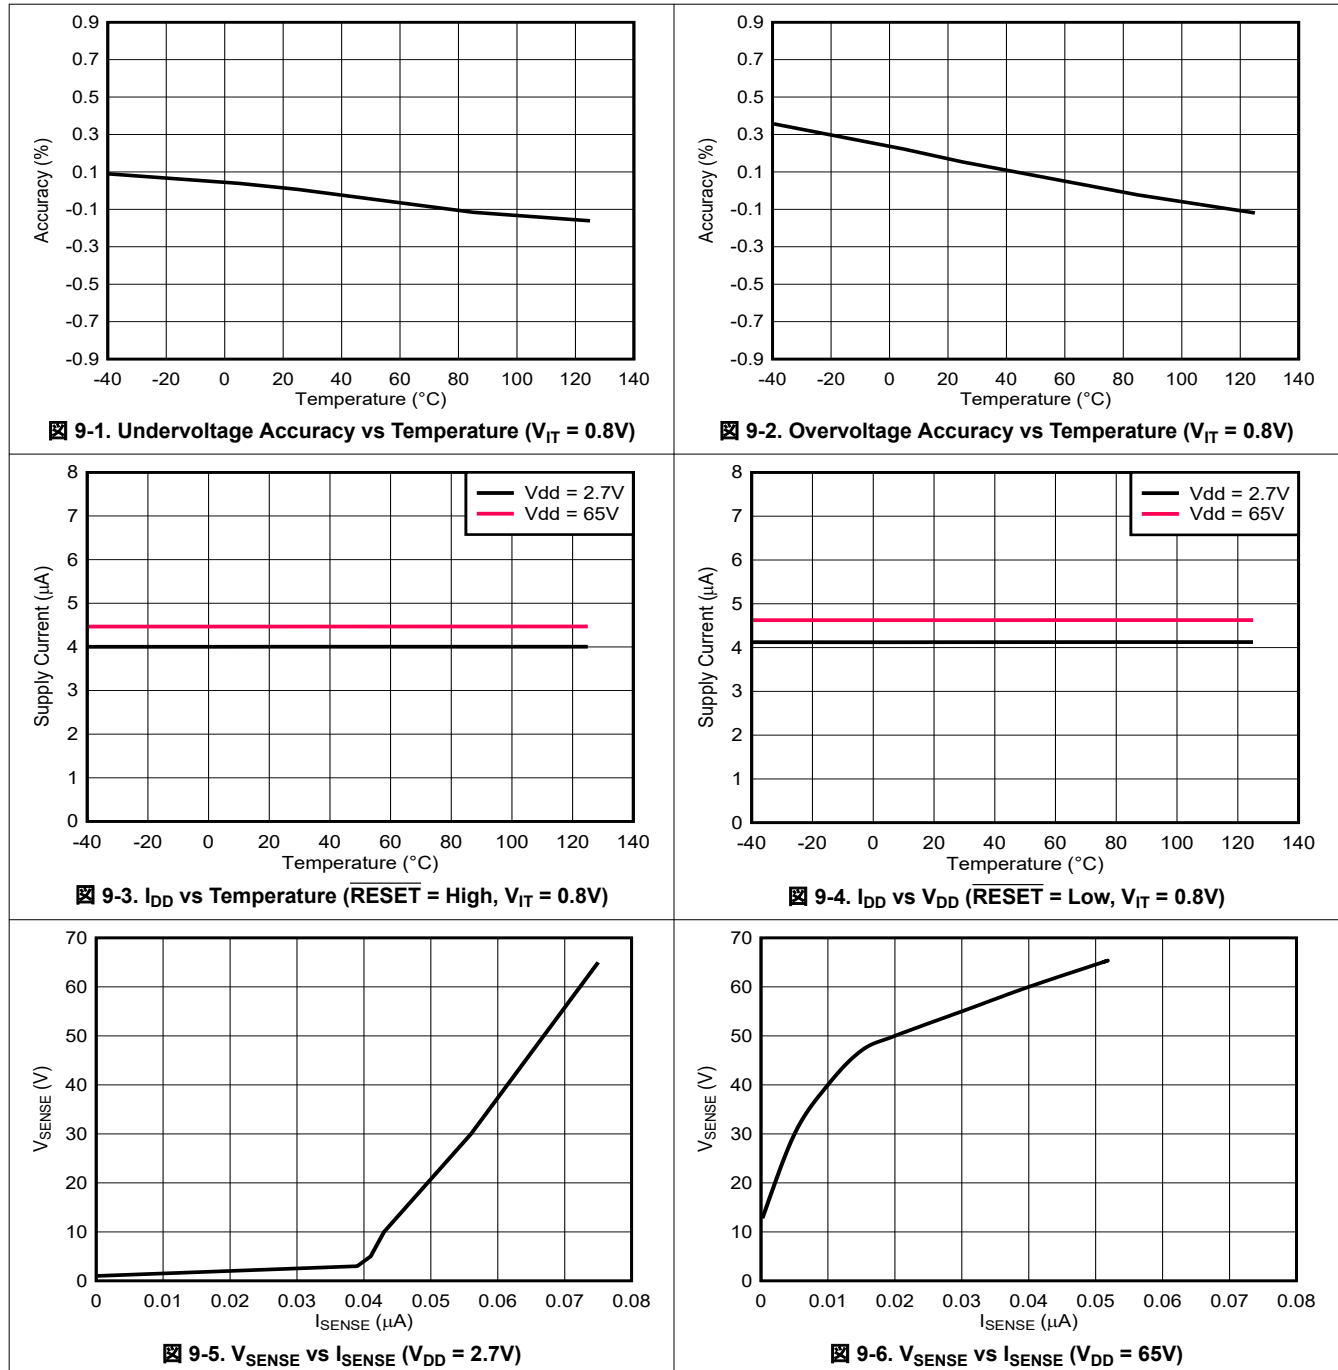 0.9
0.7
0.5
0.3
0.1
-0.1
-0.3
-0.5
-0.7
-0.9
Accuracy (%)
-40 -20 0 20 40 60 80 100 120 140
Temperature (°C)
図 9-1. Undervoltage Accuracy vs Temperature (VIT = 0.8V)
0.9
0.7
0.5
0.3
0.1
-0.1
-0.3
-0.5
-0.7
-0.9
Accuracy (%)
-40 -20 0 20 40 60 80 100 120 140
Temperature (°C)
図 9-2. Overvoltage Accuracy vs Temperature (VIT = 0.8V)
8
7
6
5
4
3
2
1
0
Supply Current (μA)
Vdd = 2.7V
Vdd = 65V
-40 -20 0 20 40 60 80 100 120 140
Temperature (°C)
図 9-3. IDD vs Temperature (RESET = High, VIT = 0.8V)
8
7
6
5
4
3
2
1
0
Supply Current (μA)
Vdd = 2.7V
Vdd = 65V
-40 -20 0 20 40 60 80 100 120 140
Temperature (°C)
図 9-4. IDD vs VDD (RESET = Low, VIT = 0.8V)
70
60
50
40
30
20
10
0
VSENSE (V)
0 0.01 0.02 0.03 0.04 0.05 0.06 0.07 0.08
ISENSE (μA)
図 9-5. VSENSE vs ISENSE (VDD = 2.7V)
70
60
50
40
30
20
10
0
VSENSE (V)
0 0.01 0.02 0.03 0.04 0.05 0.06 0.07 0.08
ISENSE (μA)
図 9-6. VSENSE vs ISENSE (VDD = 65V)